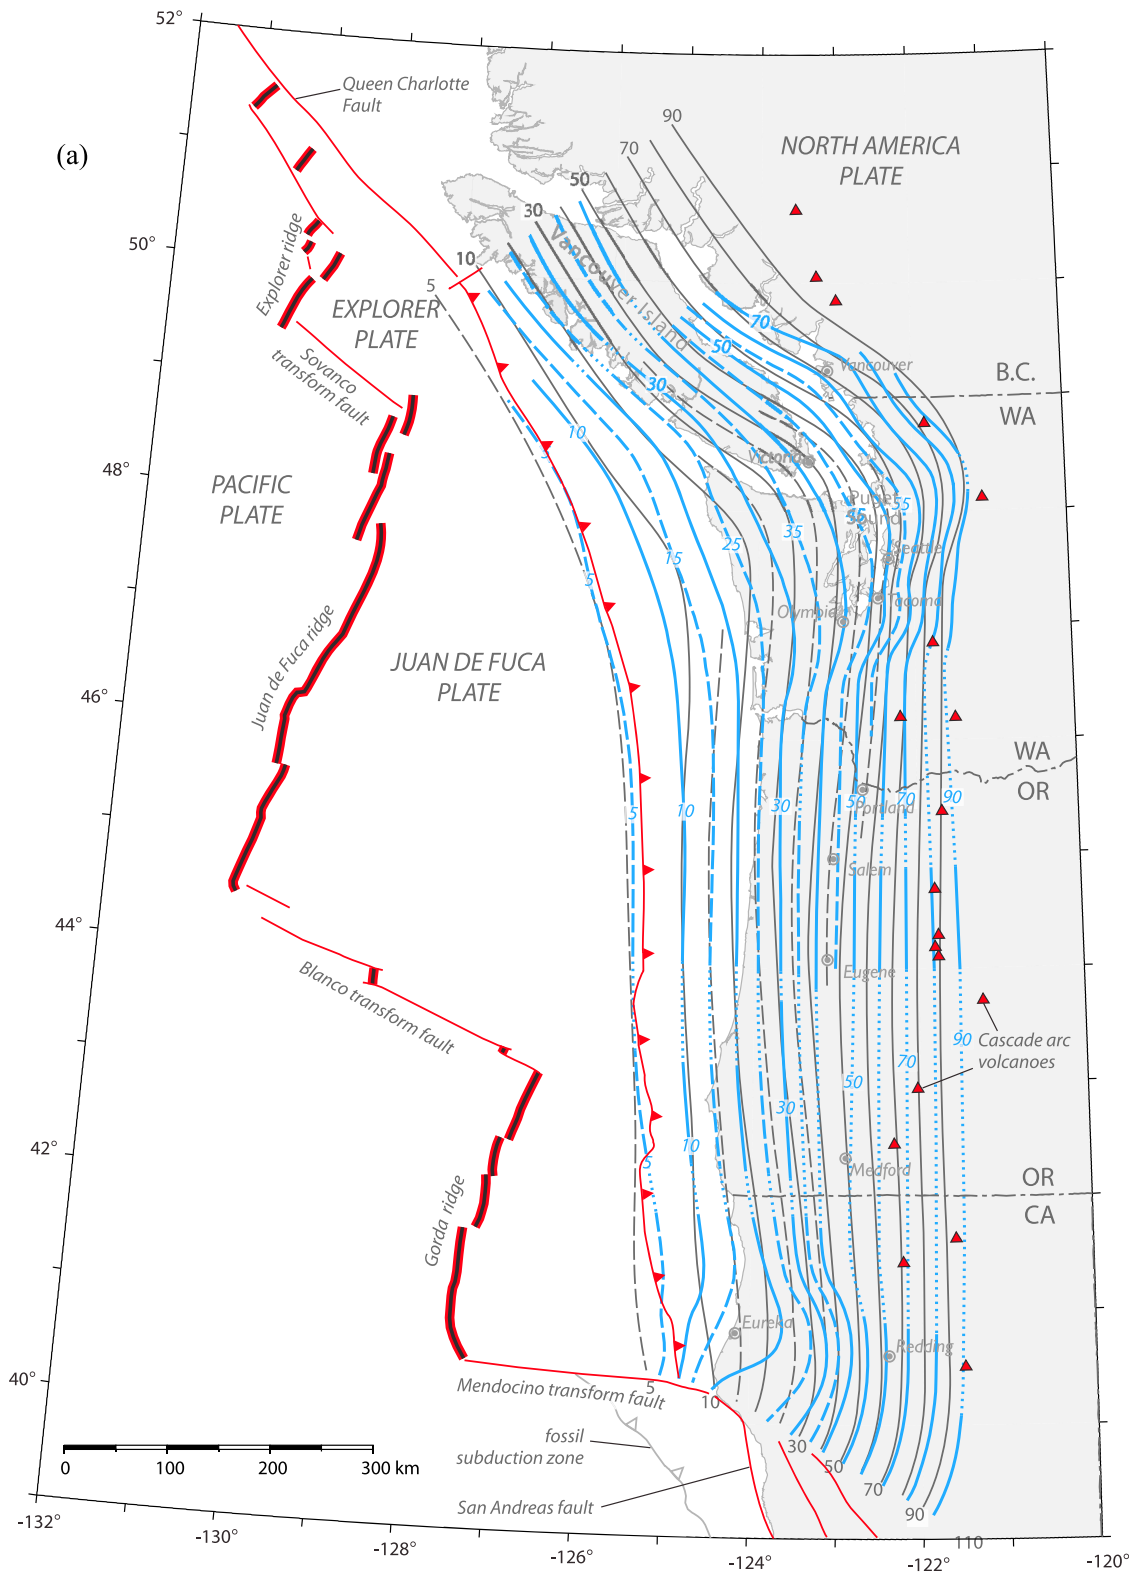 52°
Queen Charlotte
Fault
(a)
90
70
50
30
10
5
NORTH AMERICA
PLATE
Vancouver Island
50°
Explorer ridge
EXPLORER
PLATE
Sovanco
transform fault
70
50
30
10
5
Vancouver
B.C.
WA
Victoria
48°
PACIFIC
PLATE
Puget
Sound
55
45
35
25
15
5
Seattle
Tacoma
Olympia
Juan de Fuca ridge
JUAN DE FUCA
PLATE
46°
WA
OR
5
10
30
50
70
90
Portland
Salem
44°
Eugene
Blanco transform fault
Cascade arc
volcanoes
90
70
50
30
10
5
42°
Medford
OR
CA
Gorda ridge
Eureka
Redding
40°
Mendocino transform fault
5
10
30
50
70
90
110
fossil
subduction zone
San Andreas fault
0
100
200
300 km
-132°
-130°
-128°
-126°
-124°
-122°
-120°